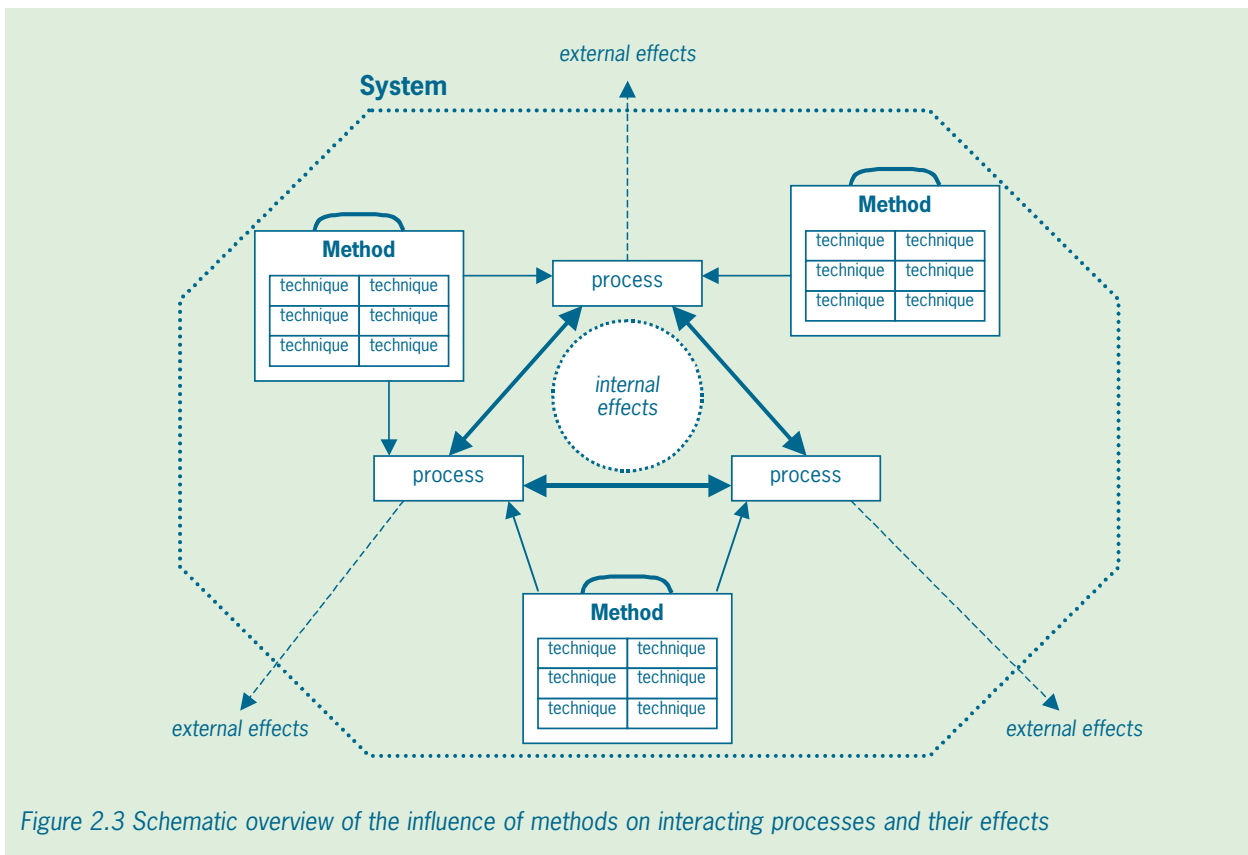 external effects
System
Method
technique technique
technique technique
technique technique
Method
technique technique
technique technique
technique technique
process
internal
effects
process
process
Method
technique technique
technique technique
technique technique
external effects
external effects
Figure 2.3 Schematic overview of the influence of methods on interacting processes and their effects